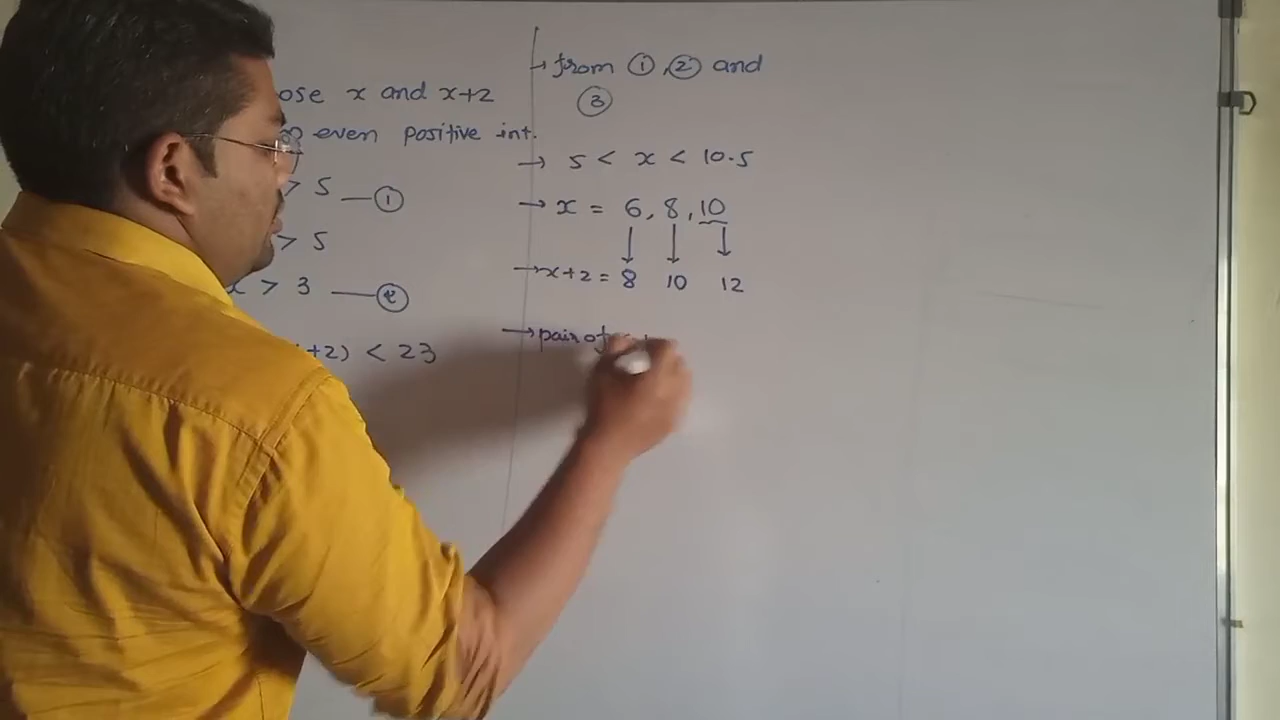 ose x and x+2
even positive int.
> 5 — ①
> 5
x > 3 — ②
+2) < 23
→ from ①, ② and
③
→ 5 < x < 10.5
→ x = 6, 8, 10
↓ ↓ ↓
→ x+2 = 8 10 12
→ pair of